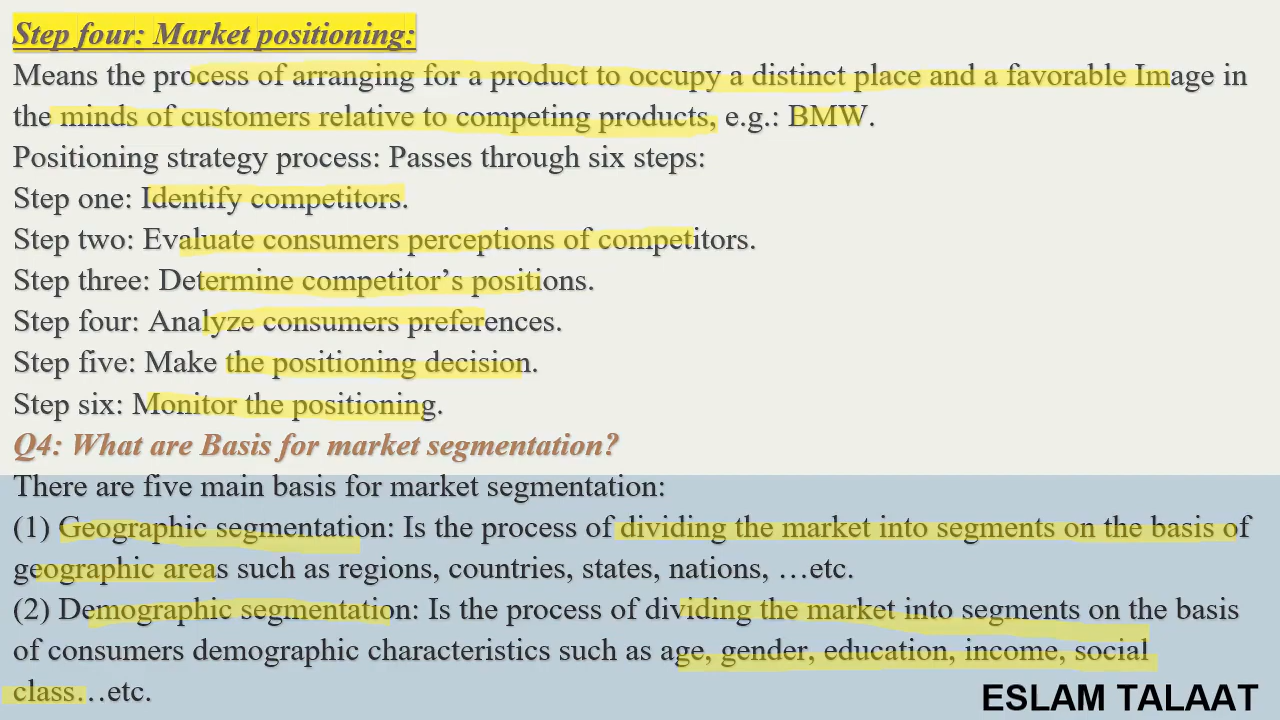 Step four: Market positioning:
Means the process of arranging for a product to occupy a distinct place and a favorable Image in
the minds of customers relative to competing products, e.g.: BMW.
Positioning strategy process: Passes through six steps:
Step one: Identify competitors.
Step two: Evaluate consumers perceptions of competitors.
Step three: Determine competitor’s positions.
Step four: Analyze consumers preferences.
Step five: Make the positioning decision.
Step six: Monitor the positioning.
Q4: What are Basis for market segmentation?
There are five main basis for market segmentation:
(1) Geographic segmentation: Is the process of dividing the market into segments on the basis of
geographic areas such as regions, countries, states, nations, …etc.
(2) Demographic segmentation: Is the process of dividing the market into segments on the basis
of consumers demographic characteristics such as age, gender, education, income, social
class…etc.
ESLAM TALAAT